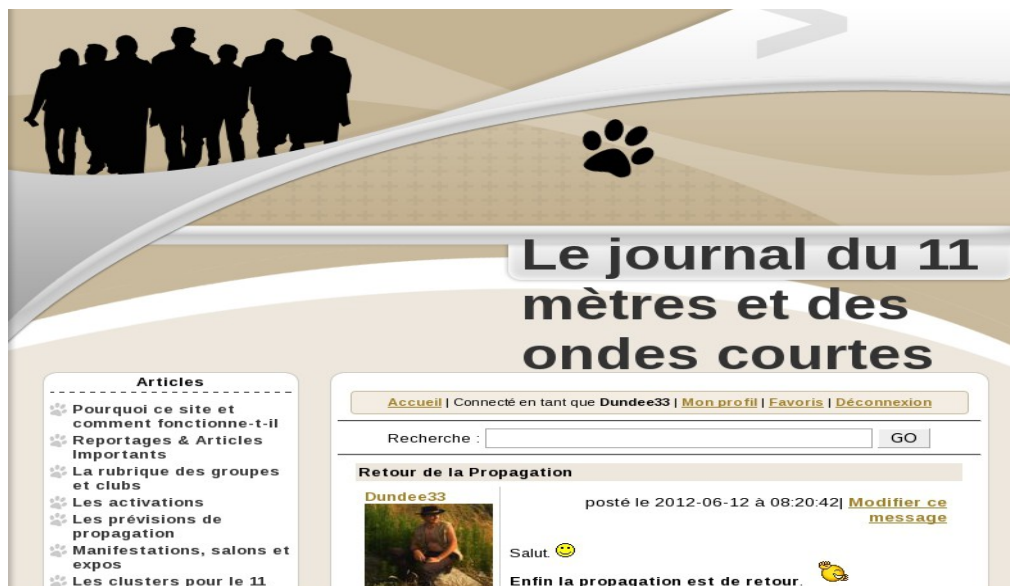 Le journal du 11
mètres et des
ondes courtes
Articles
Pourquoi ce site et
comment fonctionne-t-il
Reportages & Articles
Importants
La rubrique des groupes
et clubs
Les activations
Les prévisions de
propagation
Manifestations, salons et
expos
Les clusters pour le 11
Accueil | Connecté en tant que Dundee33 | Mon profil | Favoris | Déconnexion
Recherche :
GO
Retour de la Propagation
Dundee33
posté le 2012-06-12 à 08:20:42| Modifier ce
message
Salut.
Enfin la propagation est de retour.